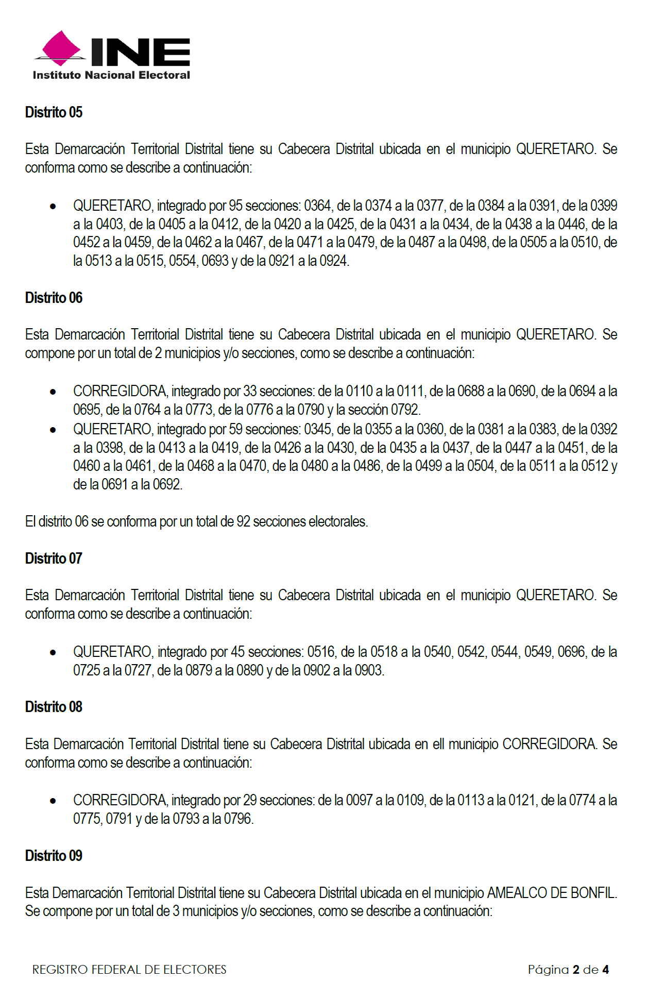 INE
Instituto Nacional Electoral
Distrito 05
Esta Demarcación Territorial Distrital tiene su Cabecera Distrital ubicada en el municipio QUERETARO. Se
conforma como se describe a continuación:
• QUERETARO, integrado por 95 secciones: 0364, de la 0374 a la 0377, de la 0384 a la 0391, de la 0399
a la 0403, de la 0405 a la 0412, de la 0420 a la 0425, de la 0431 a la 0434, de la 0438 a la 0446, de la
0452 a la 0459, de la 0462 a la 0467, de la 0471 a la 0479, de la 0487 a la 0498, de la 0505 a la 0510, de
la 0513 a la 0515, 0554, 0693 y de la 0921 a la 0924.
Distrito 06
Esta Demarcación Territorial Distrital tiene su Cabecera Distrital ubicada en el municipio QUERETARO. Se
compone por un total de 2 municipios y/o secciones, como se describe a continuación:
• CORREGIDORA, integrado por 33 secciones: de la 0110 a la 0111, de la 0688 a la 0690, de la 0694 a la
0695, de la 0764 a la 0773, de la 0776 a la 0790 y la sección 0792.
• QUERETARO, integrado por 59 secciones: 0345, de la 0355 a la 0360, de la 0381 a la 0383, de la 0392
a la 0398, de la 0413 a la 0419, de la 0426 a la 0430, de la 0435 a la 0437, de la 0447 a la 0451, de la
0460 a la 0461, de la 0468 a la 0470, de la 0480 a la 0486, de la 0499 a la 0504, de la 0511 a la 0512 y
de la 0691 a la 0692.
El distrito 06 se conforma por un total de 92 secciones electorales.
Distrito 07
Esta Demarcación Territorial Distrital tiene su Cabecera Distrital ubicada en el municipio QUERETARO. Se
conforma como se describe a continuación:
• QUERETARO, integrado por 45 secciones: 0516, de la 0518 a la 0540, 0542, 0544, 0549, 0696, de la
0725 a la 0727, de la 0879 a la 0890 y de la 0902 a la 0903.
Distrito 08
Esta Demarcación Territorial Distrital tiene su Cabecera Distrital ubicada en ell municipio CORREGIDORA. Se
conforma como se describe a continuación:
• CORREGIDORA, integrado por 29 secciones: de la 0097 a la 0109, de la 0113 a la 0121, de la 0774 a la
0775, 0791 y de la 0793 a la 0796.
Distrito 09
Esta Demarcación Territorial Distrital tiene su Cabecera Distrital ubicada en el municipio AMEALCO DE BONFIL.
Se compone por un total de 3 municipios y/o secciones, como se describe a continuación:
REGISTRO FEDERAL DE ELECTORES Página 2 de 4